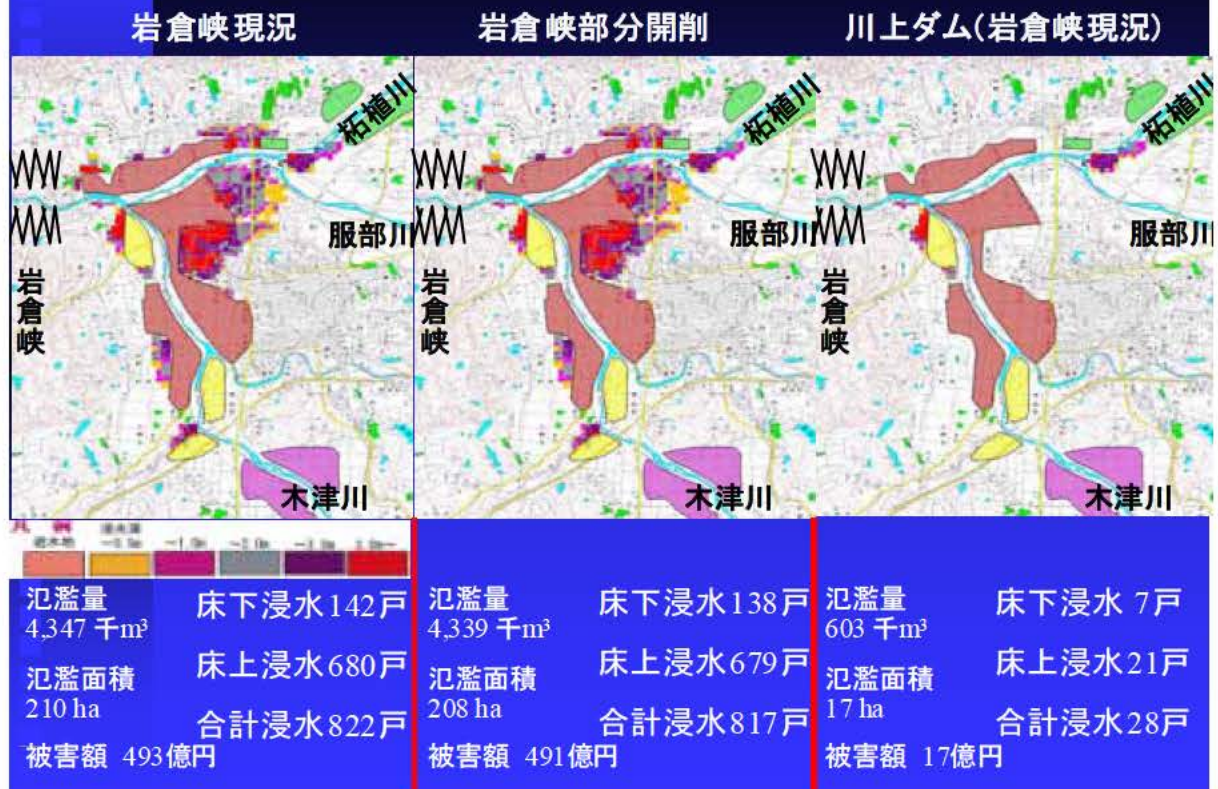 岩倉峡現況
岩倉峡部分開削
川上ダム(岩倉峡現況)
柘植川
服部川
岩倉峡
木津川
柘植川
服部川
岩倉峡
木津川
柘植川
服部川
岩倉峡
木津川
凡例
氾濫量
4,347 千m³
氾濫面積
210 ha
床下浸水142戸
床上浸水680戸
合計浸水822戸
被害額 493億円
氾濫量
4,339 千m³
氾濫面積
208 ha
床下浸水138戸
床上浸水679戸
合計浸水817戸
被害額 491億円
氾濫量
603 千m³
氾濫面積
17 ha
床下浸水 7戸
床上浸水21戸
合計浸水28戸
被害額 17億円